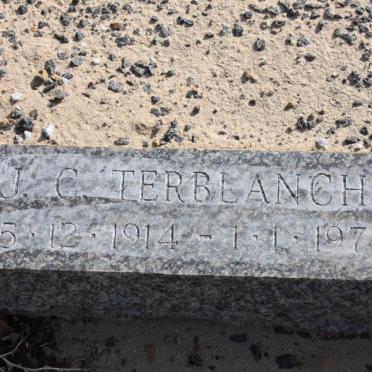 J. C. TERBLANCH
5 · 12 · 1914 - 1 · 1 · 197